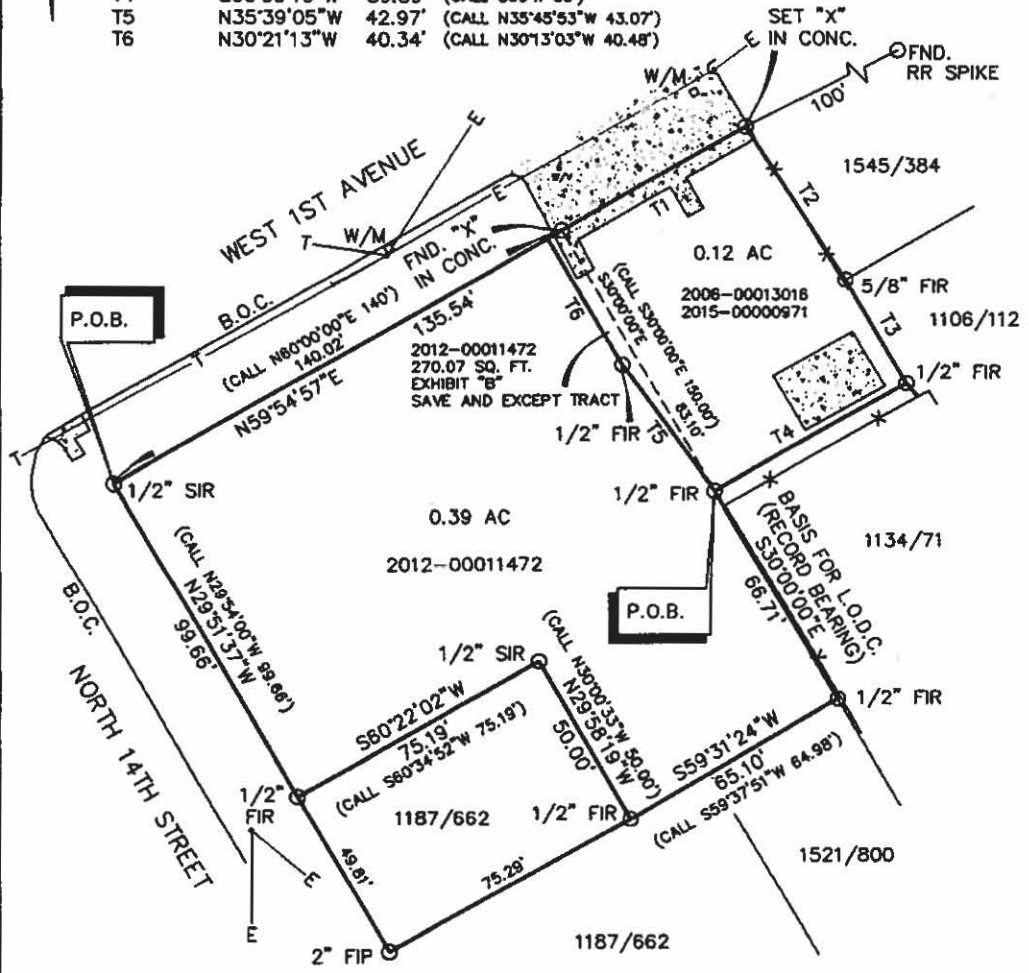 T5 N35°39'05"W 42.97' (CALL N35°45'53"W 43.07')
T6 N30°21'13"W 40.34' (CALL N30°13'03"W 40.48')
SET "X"
IN CONC.
E
FND.
RR SPIKE
100'
W/M
E
WEST 1ST AVENUE
E
T
W/M
FND. "X"
IN CONC.
T1
T2
1545/384
0.12 AC
2006-00013016
2015-00000971
5/8" FIR
T3
1106/112
1/2" FIR
T4
P.O.B.
B.O.C.
T
(CALL N60°00'00"E 140')
140.02'
135.54'
N59°54'57"E
T
2012-00011472
270.07 SQ. FT.
EXHIBIT "B"
SAVE AND EXCEPT TRACT
T6
(CALL S30°00'00"E 150.00')
S30°00'00"E
83.10'
1/2" FIR
T5
1/2" SIR
1/2" FIR
0.39 AC
2012-00011472
BASIS FOR L.O.D.C.
(RECORD BEARING)
S30°00'00"E
66.71'
1134/71
P.O.B.
B.O.C.
(CALL N29°54'00"W 99.66')
N29°51'37"W
99.66'
NORTH 14TH STREET
1/2" SIR
S60°22'02"W
75.19'
(CALL S60°34'52"W 75.19')
(CALL N30°00'33"W 50.00')
N29°58'19"W
50.00'
1/2" FIR
S59°31'24"W
65.10'
(CALL S59°37'51"W 64.98')
1/2"
FIR
1187/662
1/2" FIR
1521/800
E
E
49.81'
75.29'
2" FIP
1187/662